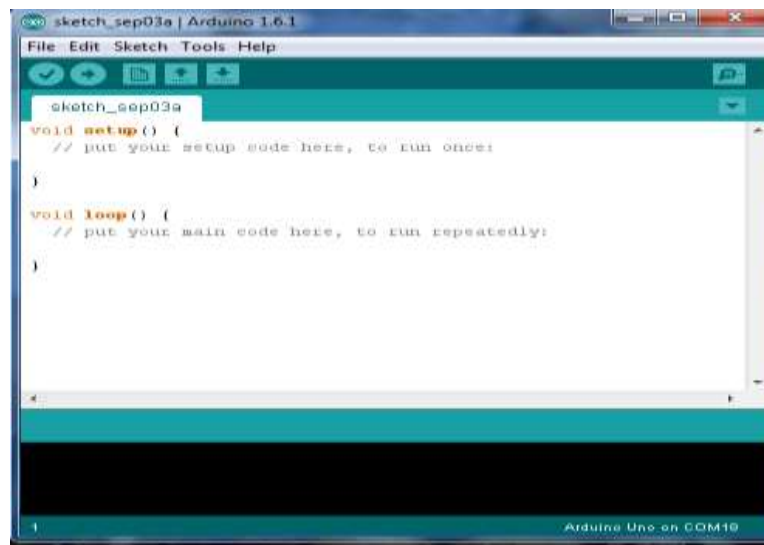 sketch_sep03a | Arduino 1.6.1
File Edit Sketch Tools Help
sketch_sep03a
void setup() {
// put your setup code here, to run once:
}
void loop() {
// put your main code here, to run repeatedly:
}
1
Arduino Uno on COM10